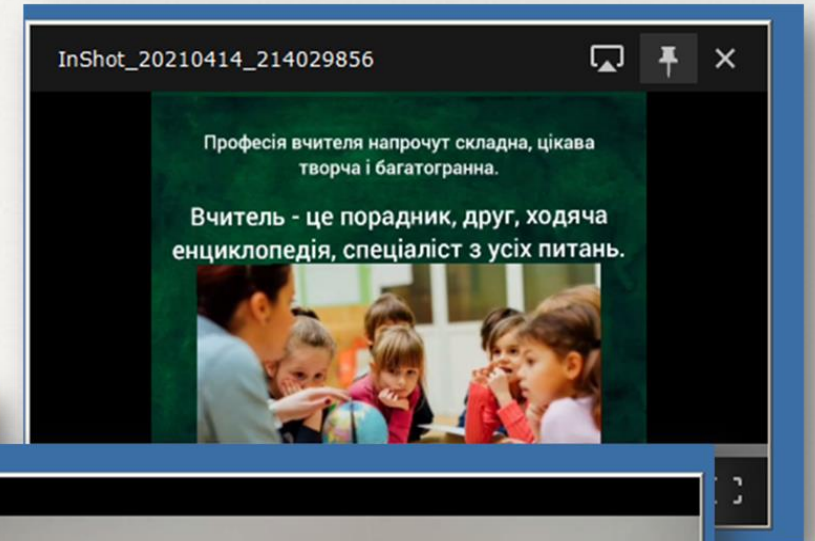 InShot_20210414_214029856
Професія вчителя напрочут складна, цікава
творча і багатогранна.
Вчитель - це порадник, друг, ходяча
енциклопедія, спеціаліст з усіх питань.